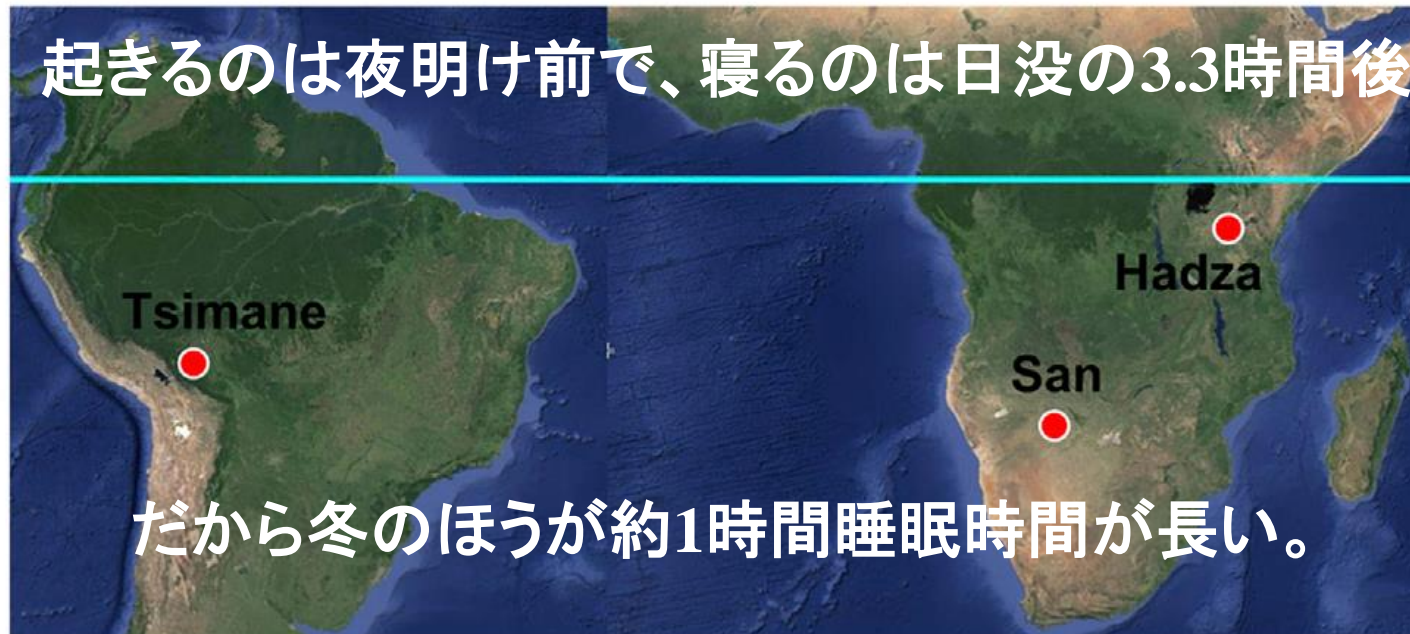 起きるのは夜明け前で、寝るのは日没の3.3時間後
Hadza
Tsimane
San
だから冬のほうが約1時間睡眠時間が長い。